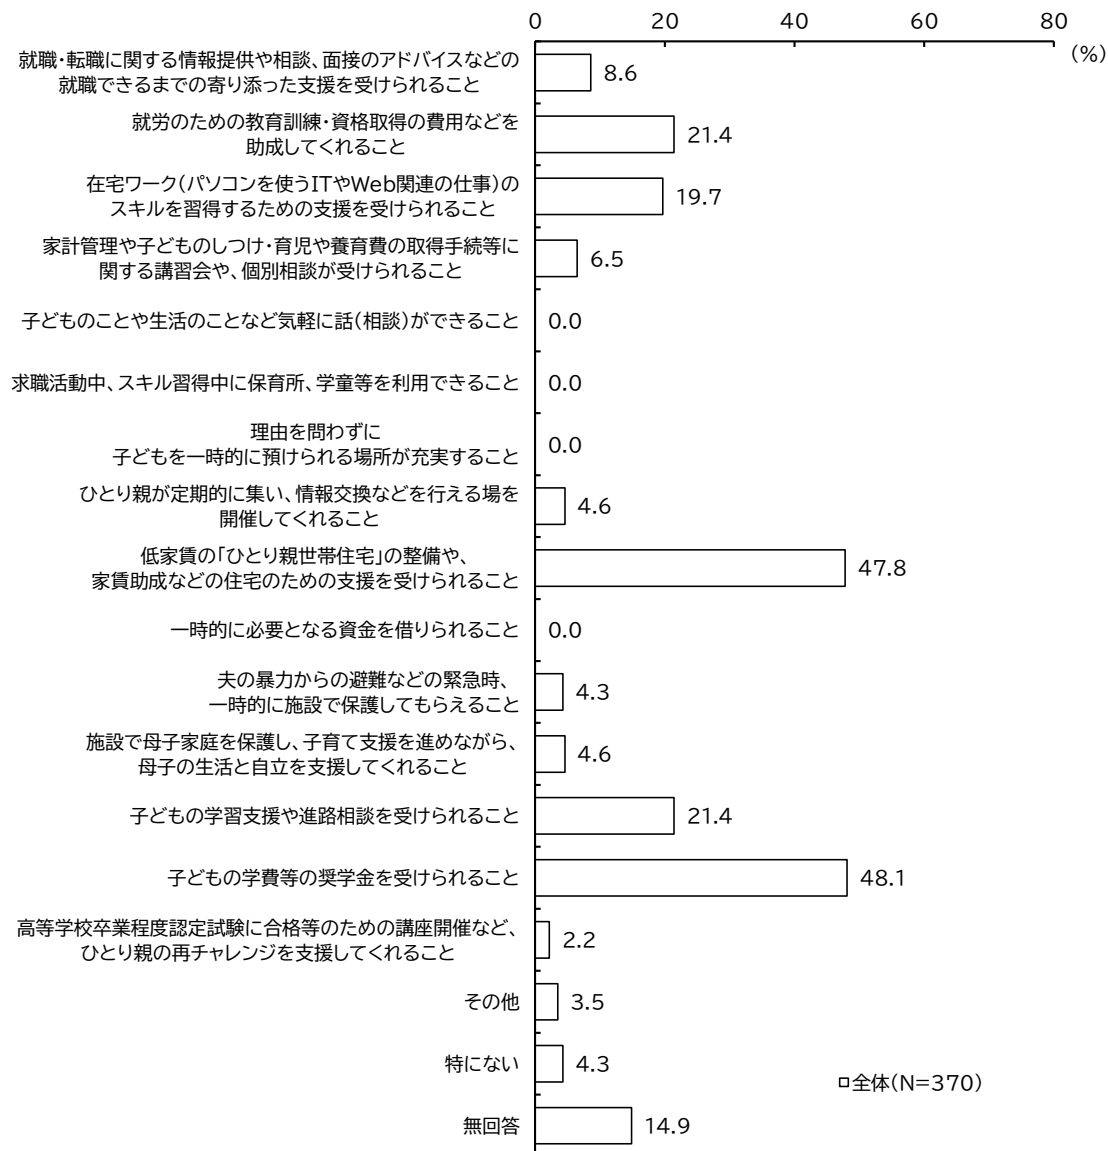 0 20 40 60 80
(%)
就職・転職に関する情報提供や相談、面接のアドバイスなどの
就職できるまでの寄り添った支援を受けられること
8.6
就労のための教育訓練・資格取得の費用などを
助成してくれること
21.4
在宅ワーク(パソコンを使うITやWeb関連の仕事)の
スキルを習得するための支援を受けられること
19.7
家計管理や子どものしつけ・育児や養育費の取得手続等に
関する講習会や、個別相談が受けられること
6.5
子どものことや生活のことなど気軽に話(相談)ができること
0.0
求職活動中、スキル習得中に保育所、学童等を利用できること
0.0
理由を問わずに
子どもを一時的に預けられる場所が充実すること
0.0
ひとり親が定期的に集い、情報交換などを行える場を
開催してくれること
4.6
低家賃の「ひとり親世帯住宅」の整備や、
家賃助成などの住宅のための支援を受けられること
47.8
一時的に必要となる資金を借りられること
0.0
夫の暴力からの避難などの緊急時、
一時的に施設で保護してもらえること
4.3
施設で母子家庭を保護し、子育て支援を進めながら、
母子の生活と自立を支援してくれること
4.6
子どもの学習支援や進路相談を受けられること
21.4
子どもの学費等の奨学金を受けられること
48.1
高等学校卒業程度認定試験に合格等のための講座開催など、
ひとり親の再チャレンジを支援してくれること
2.2
その他
3.5
特にない
4.3
全体(N=370)
無回答
14.9